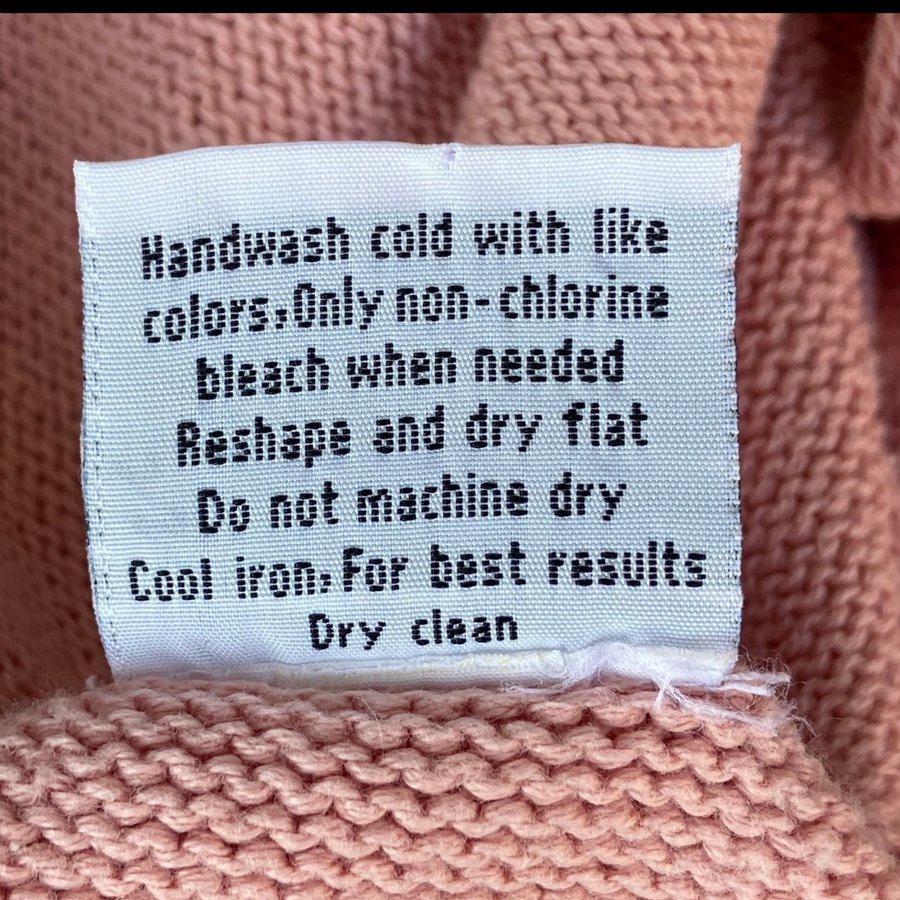 Handwash cold with like
colors,Only non-chlorine
bleach when needed
Reshape and dry flat
Do not machine dry
Cool iron,For best results
Dry clean